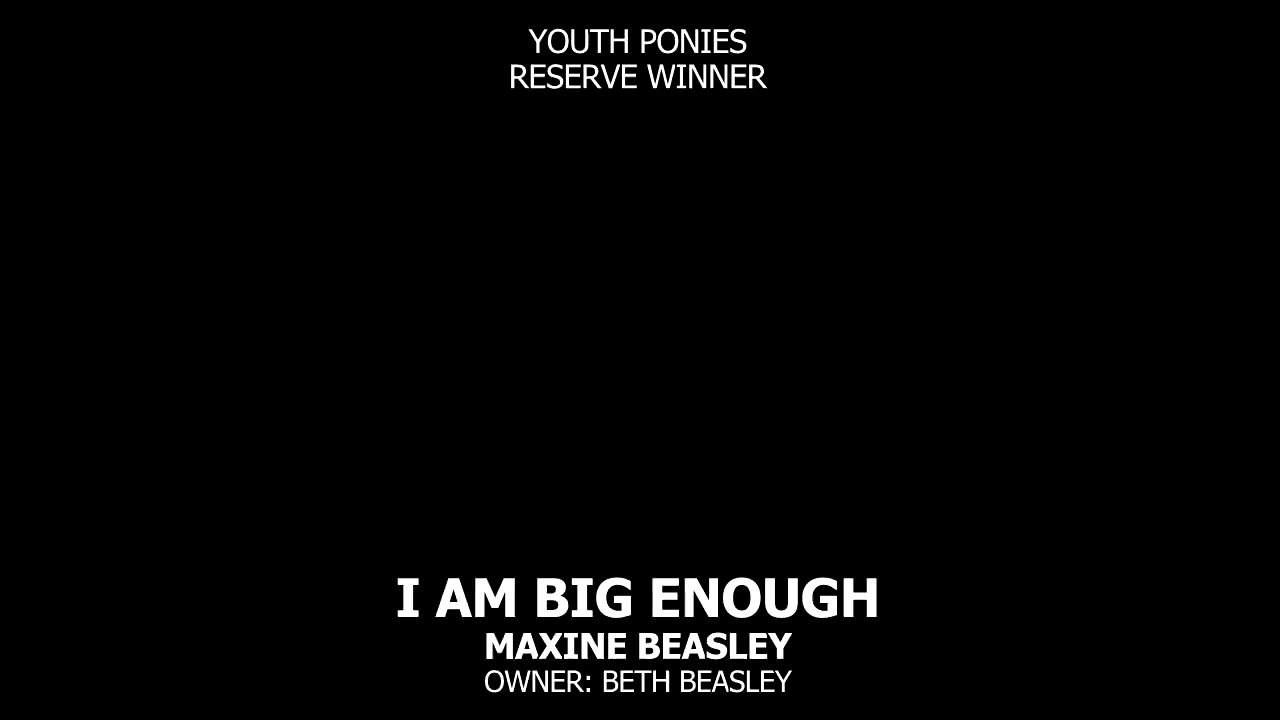 YOUTH PONIES
RESERVE WINNER
I AM BIG ENOUGH
MAXINE BEASLEY
OWNER: BETH BEASLEY